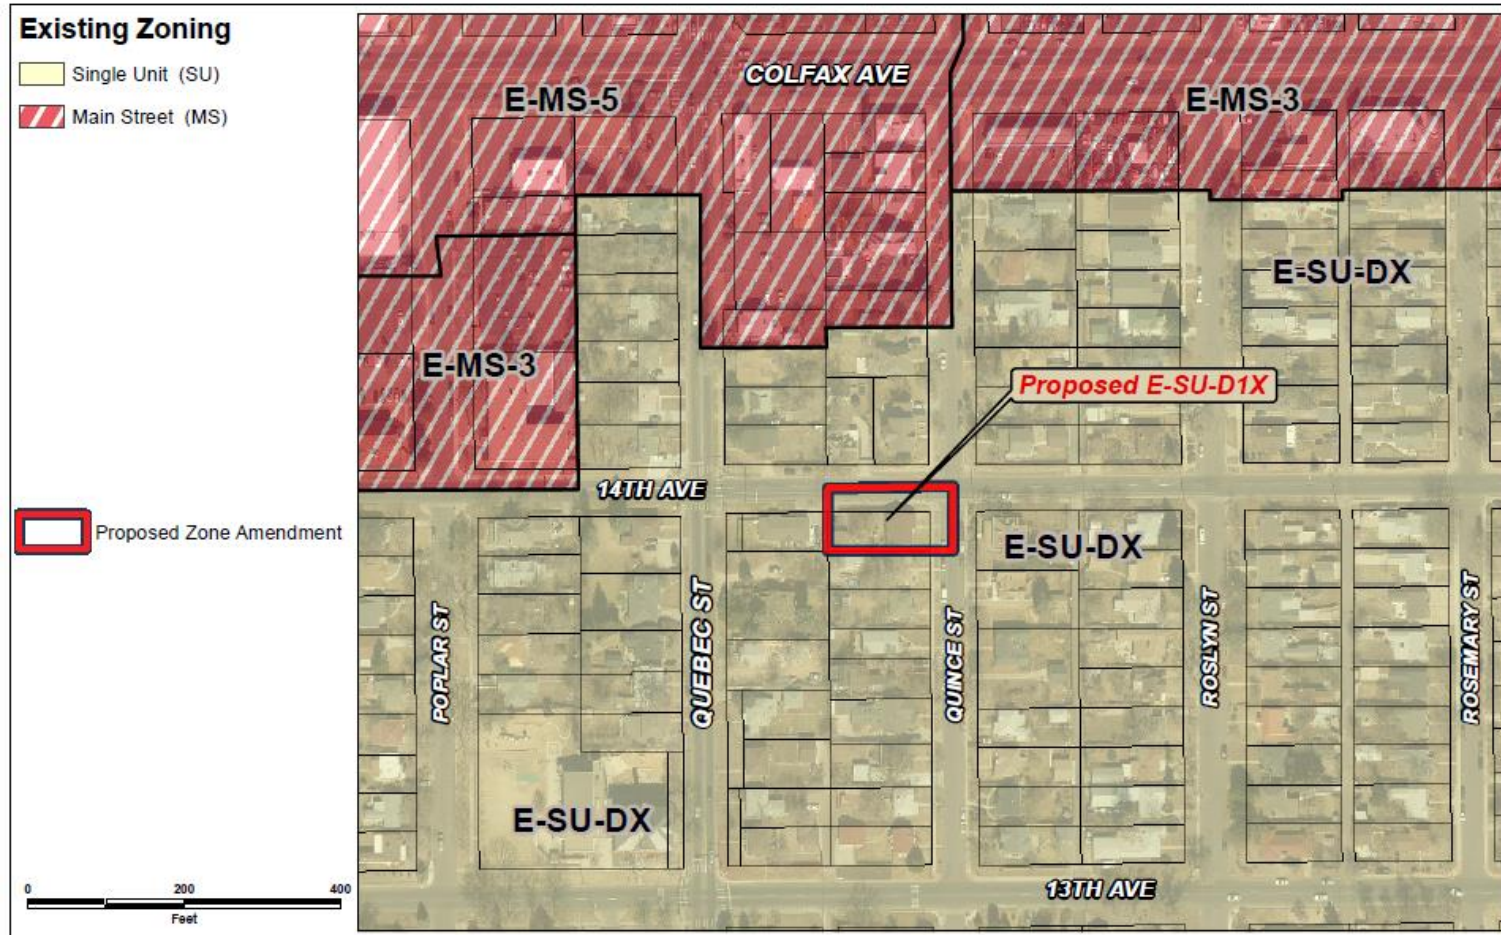 Existing Zoning
Single Unit (SU)
Main Street (MS)
Proposed Zone Amendment
0 200 400
Feet
COLFAX AVE
E-MS-5
E-MS-3
E-SU-DX
E-MS-3
Proposed E-SU-D1X
14TH AVE
E-SU-DX
POPLAR ST
QUEBEC ST
QUINCE ST
ROSLYN ST
ROSEMARY ST
E-SU-DX
13TH AVE